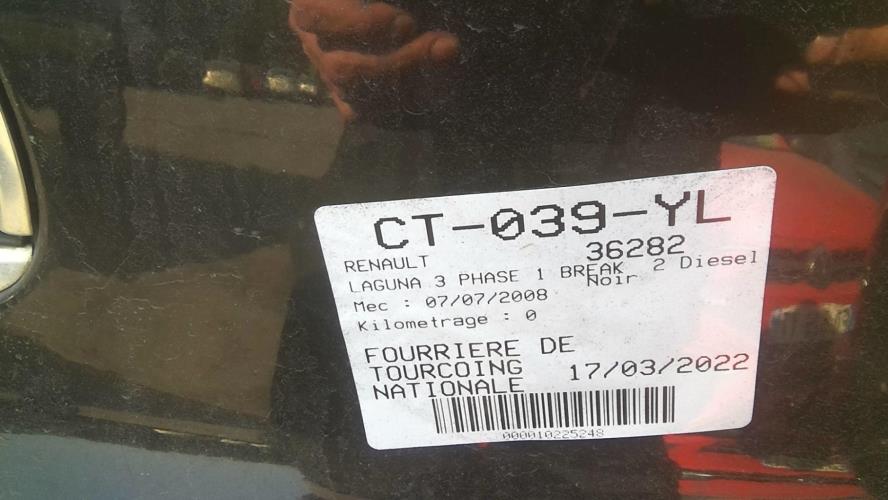 CT-039-YL
RENAULT 36282
LAGUNA 3 PHASE 1 BREAK 2 Diesel
Noir
Mec : 07/07/2008
Kilometrage : 0
FOURRIERE DE
TOURCOING 17/03/2022
NATIONALE
000010225248